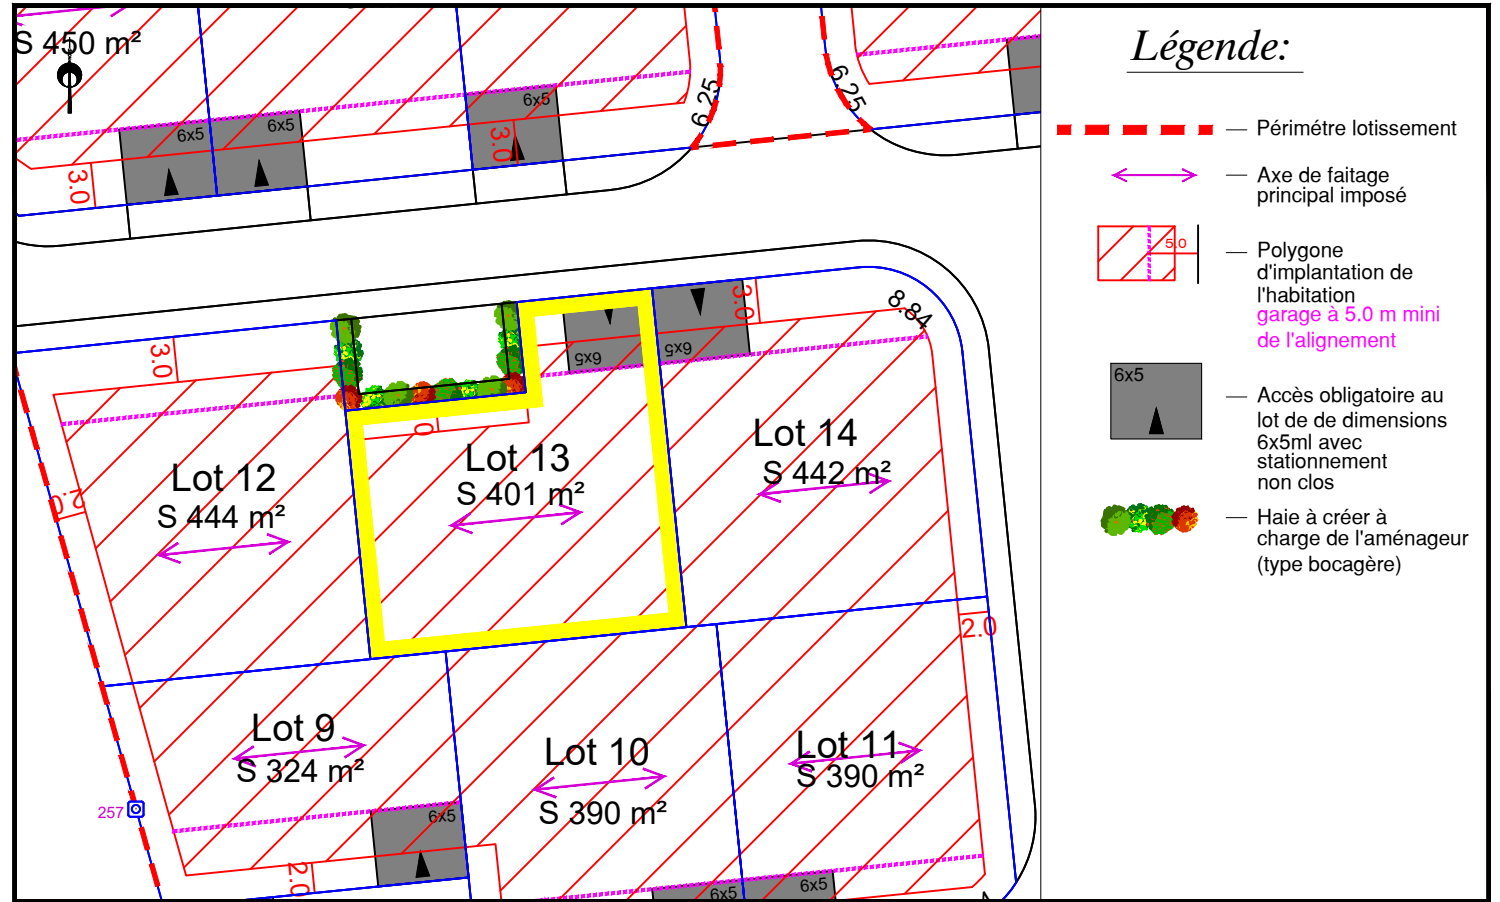 S 450 m²
6x5
6x5
6x5
3.0
3.0
6.25
6.25
3.0
3.0
8.84
6x5
6x5
0
2.0
Lot 12
S 444 m²
Lot 13
S 401 m²
Lot 14
S 442 m²
2.0
Lot 9
S 324 m²
Lot 10
S 390 m²
Lot 11
S 390 m²
257
6x5
2.0
6x5
6x5
Légende:
Périmétre lotissement
Axe de faitage
principal imposé
5.0
Polygone
d'implantation de
l'habitation
garage à 5.0 m mini
de l'alignement
6x5
Accès obligatoire au
lot de de dimensions
6x5ml avec
stationnement
non clos
Haie à créer à
charge de l'aménageur
(type bocagère)